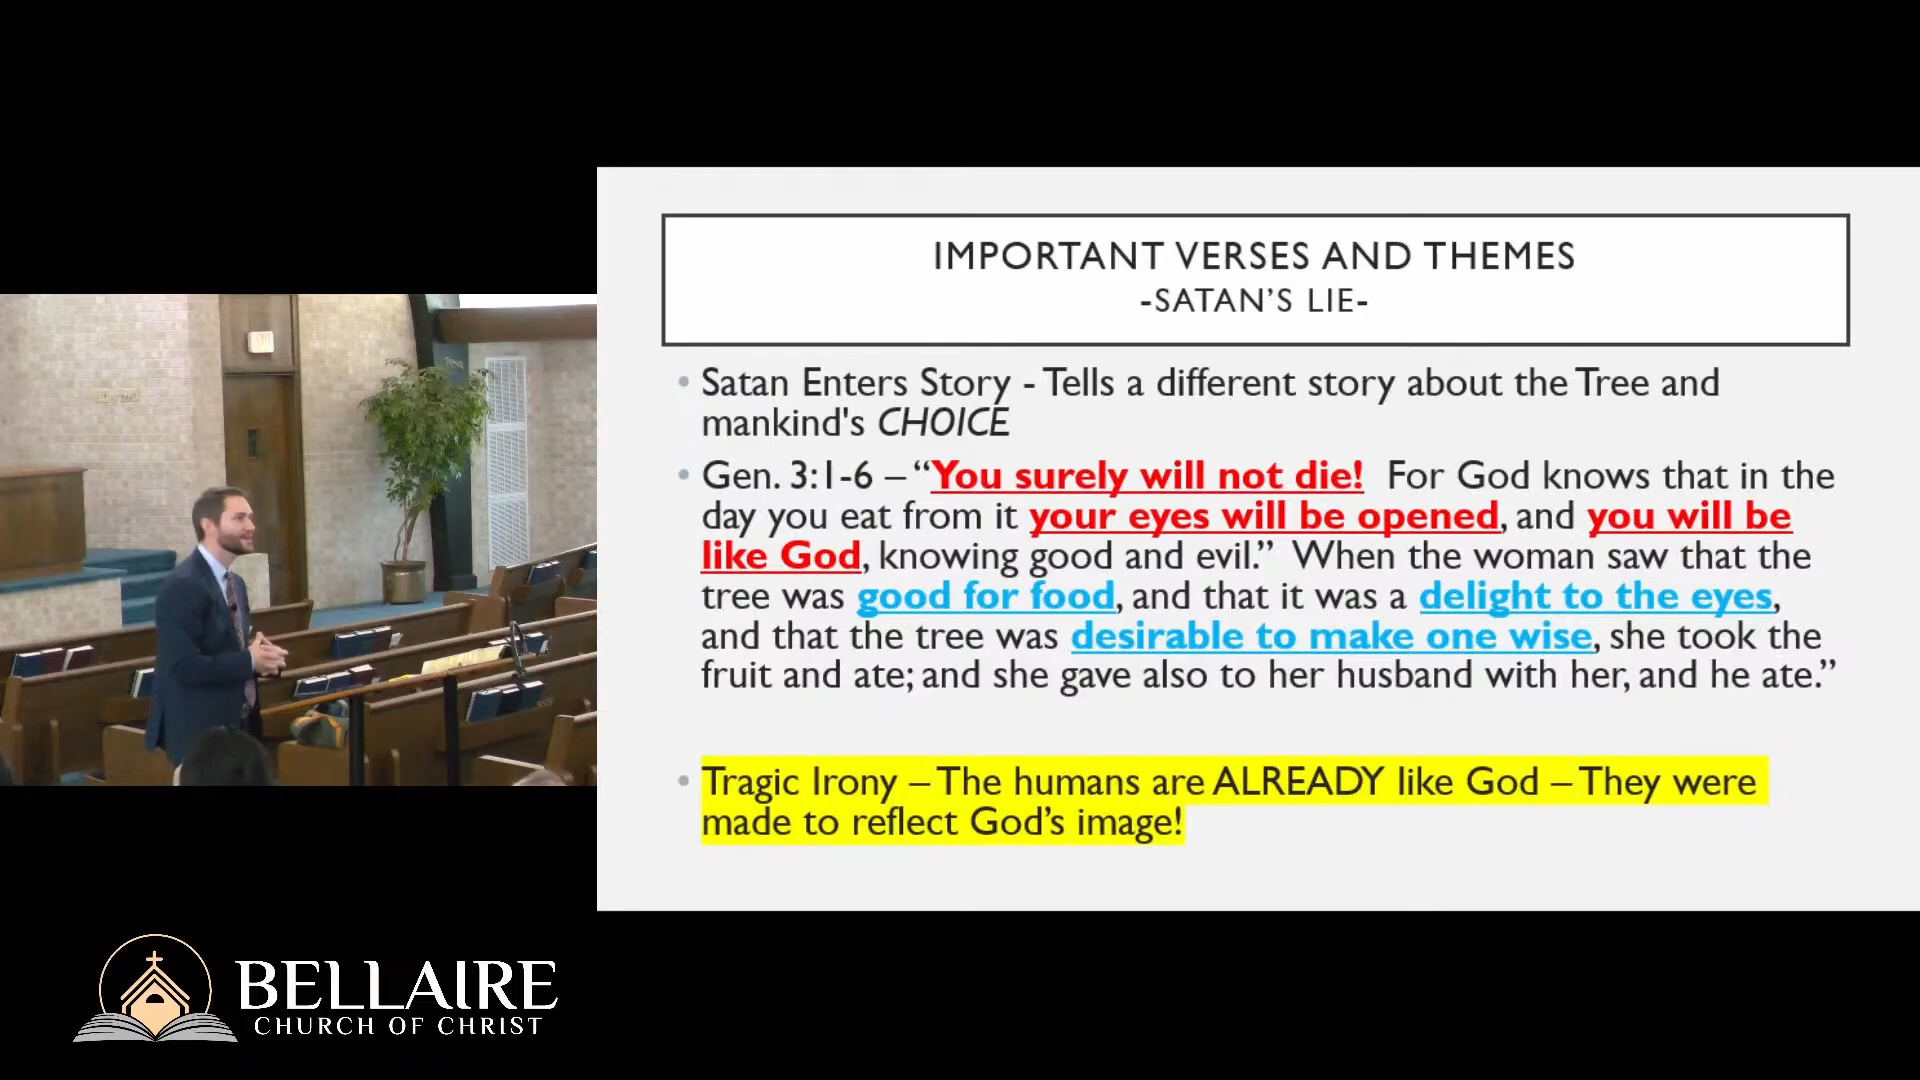 IMPORTANT VERSES AND THEMES
-SATAN’S LIE-
• Satan Enters Story - Tells a different story about the Tree and
mankind's CHOICE
• Gen. 3:1-6 – “You surely will not die!  For God knows that in the
day you eat from it your eyes will be opened, and you will be
like God, knowing good and evil.”  When the woman saw that the
tree was good for food, and that it was a delight to the eyes,
and that the tree was desirable to make one wise, she took the
fruit and ate; and she gave also to her husband with her, and he ate.”
• Tragic Irony – The humans are ALREADY like God – They were
made to reflect God’s image!
BELLAIRE
CHURCH OF CHRIST